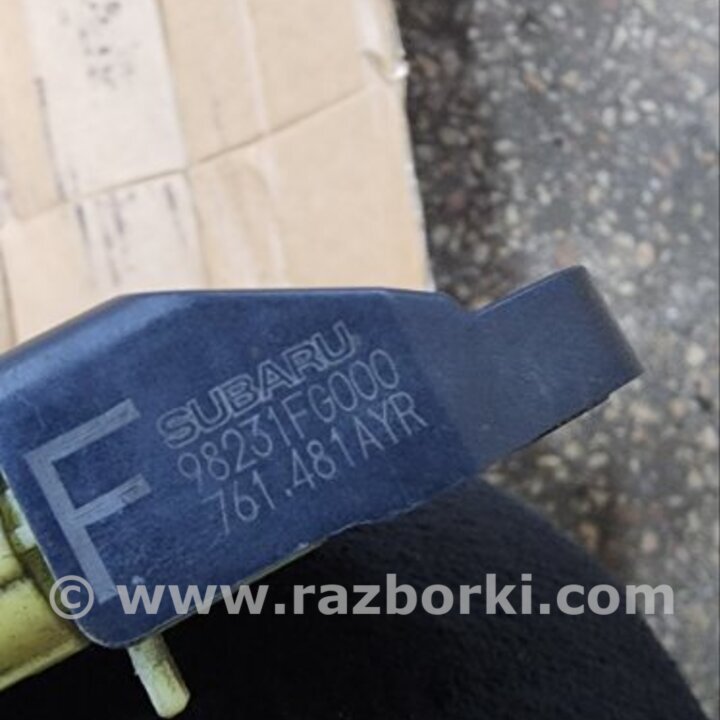 SUBARU
98231FG000
761.481AYR
F
© www.razborki.com